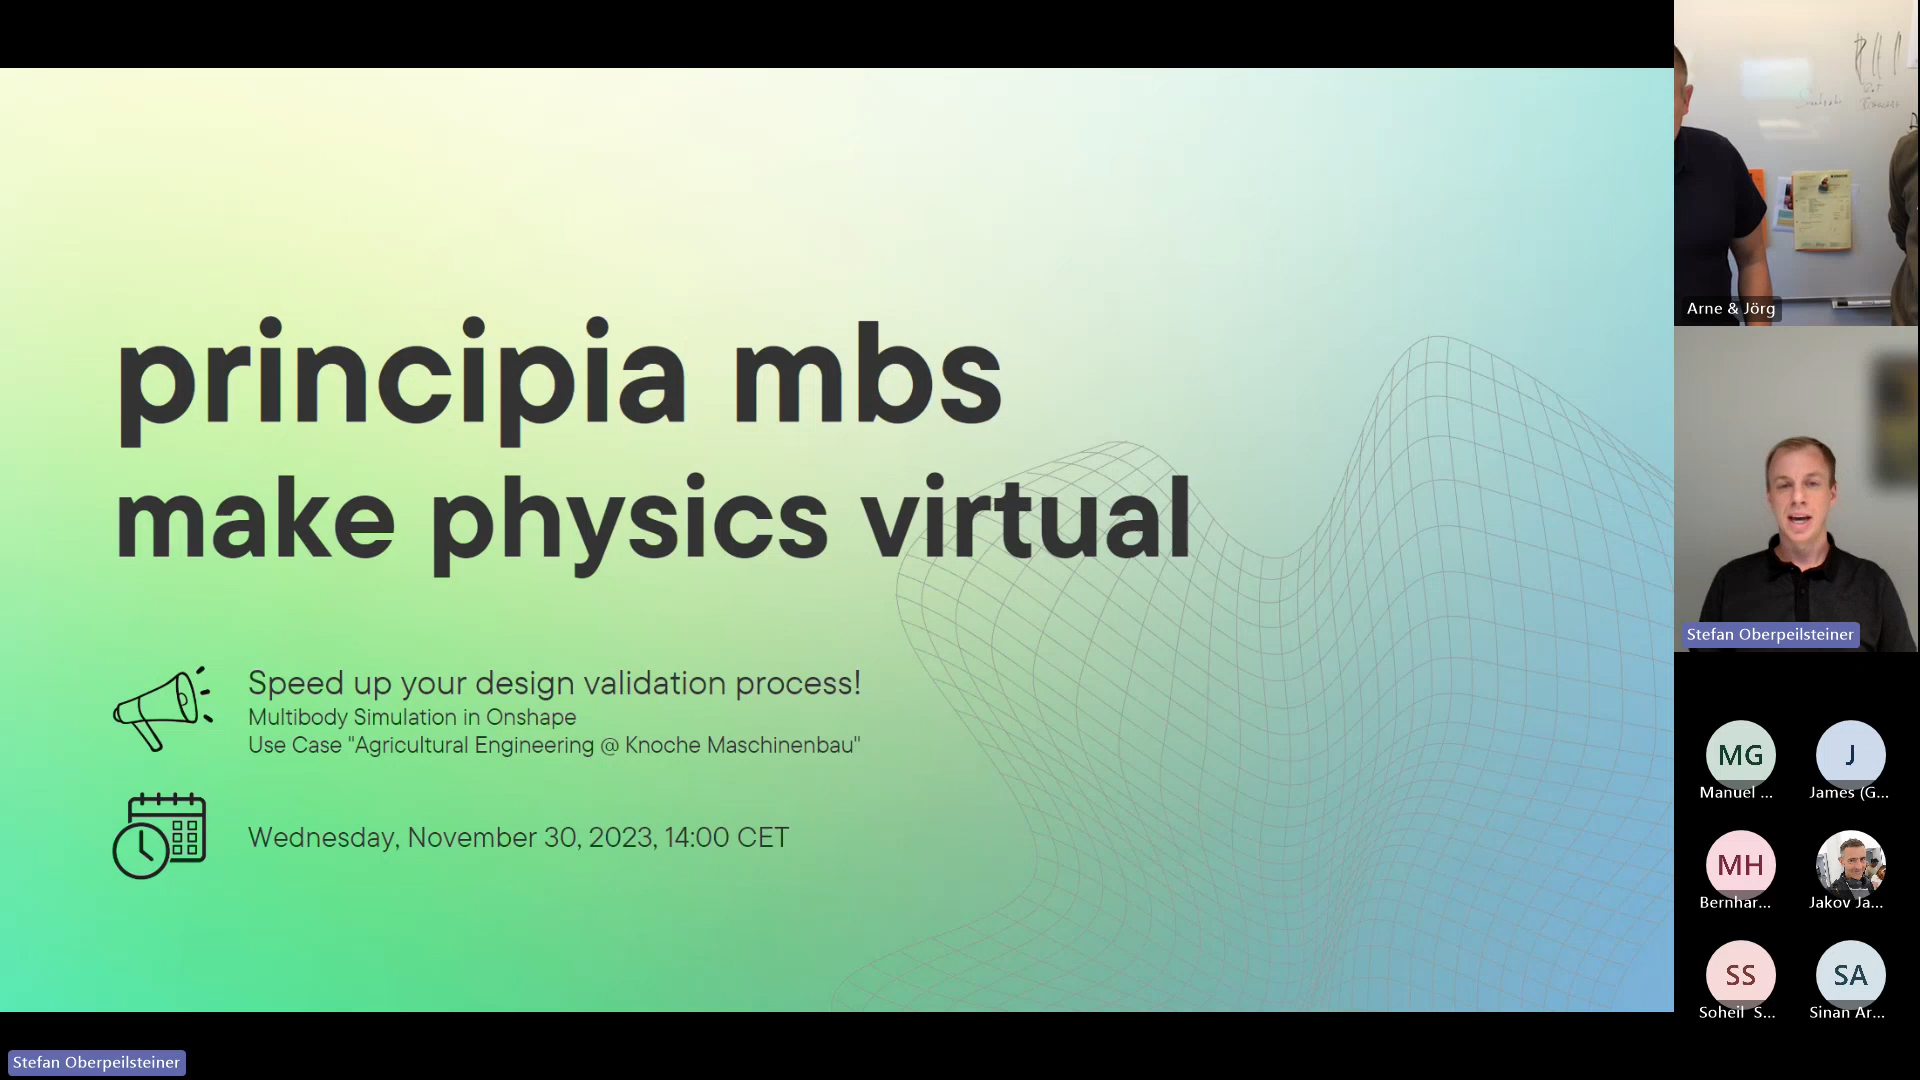 principia mbs
make physics virtual
Speed up your design validation process!
Multibody Simulation in Onshape
Use Case "Agricultural Engineering @ Knoche Maschinenbau"
Wednesday, November 30, 2023, 14:00 CET
Stefan Oberpeilsteiner
Arne & Jörg
Stefan Oberpeilsteiner
MG
J
Manuel ...
James (G...
MH
Bernhar...
Jakov Ja...
SS
SA
Soheil S...
Sinan Ar...